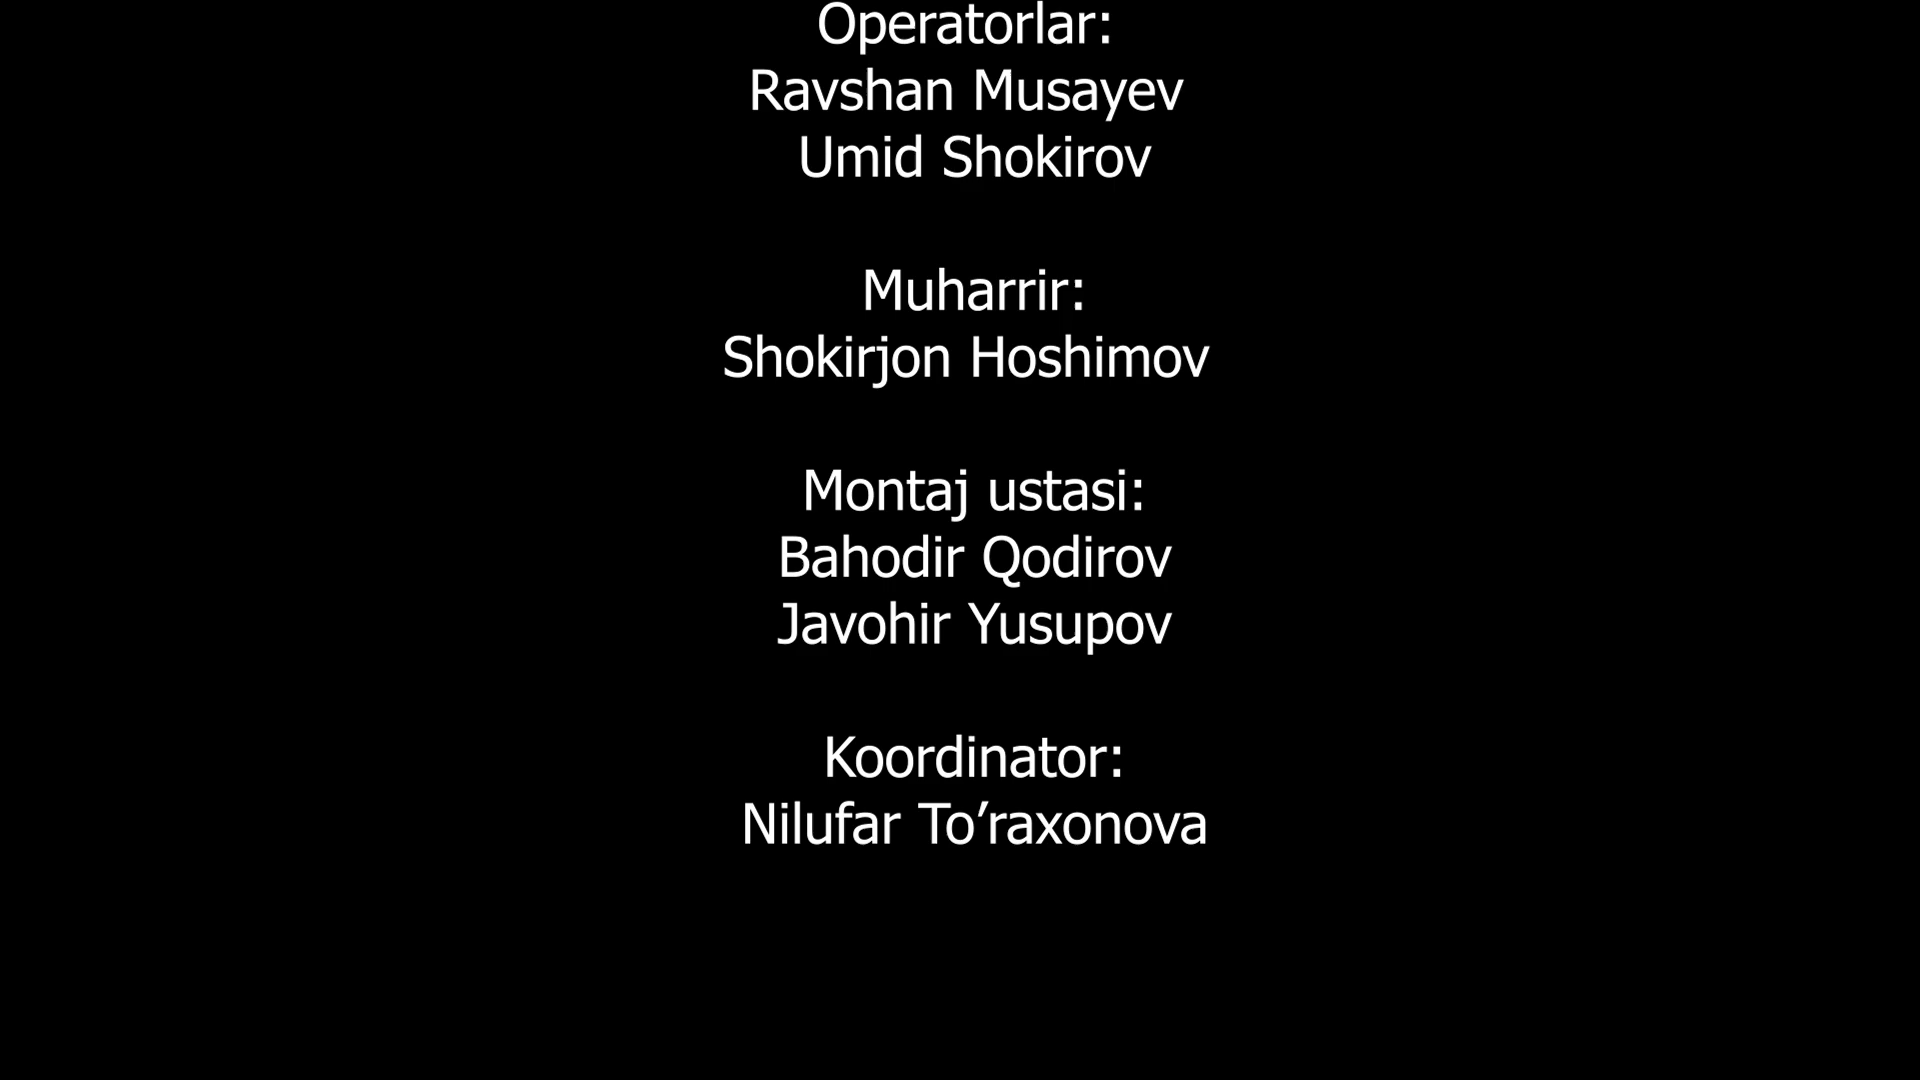 Operatorlar:
Ravshan Musayev
Umid Shokirov
Muharrir:
Shokirjon Hoshimov
Montaj ustasi:
Bahodir Qodirov
Javohir Yusupov
Koordinator:
Nilufar To’raxonova